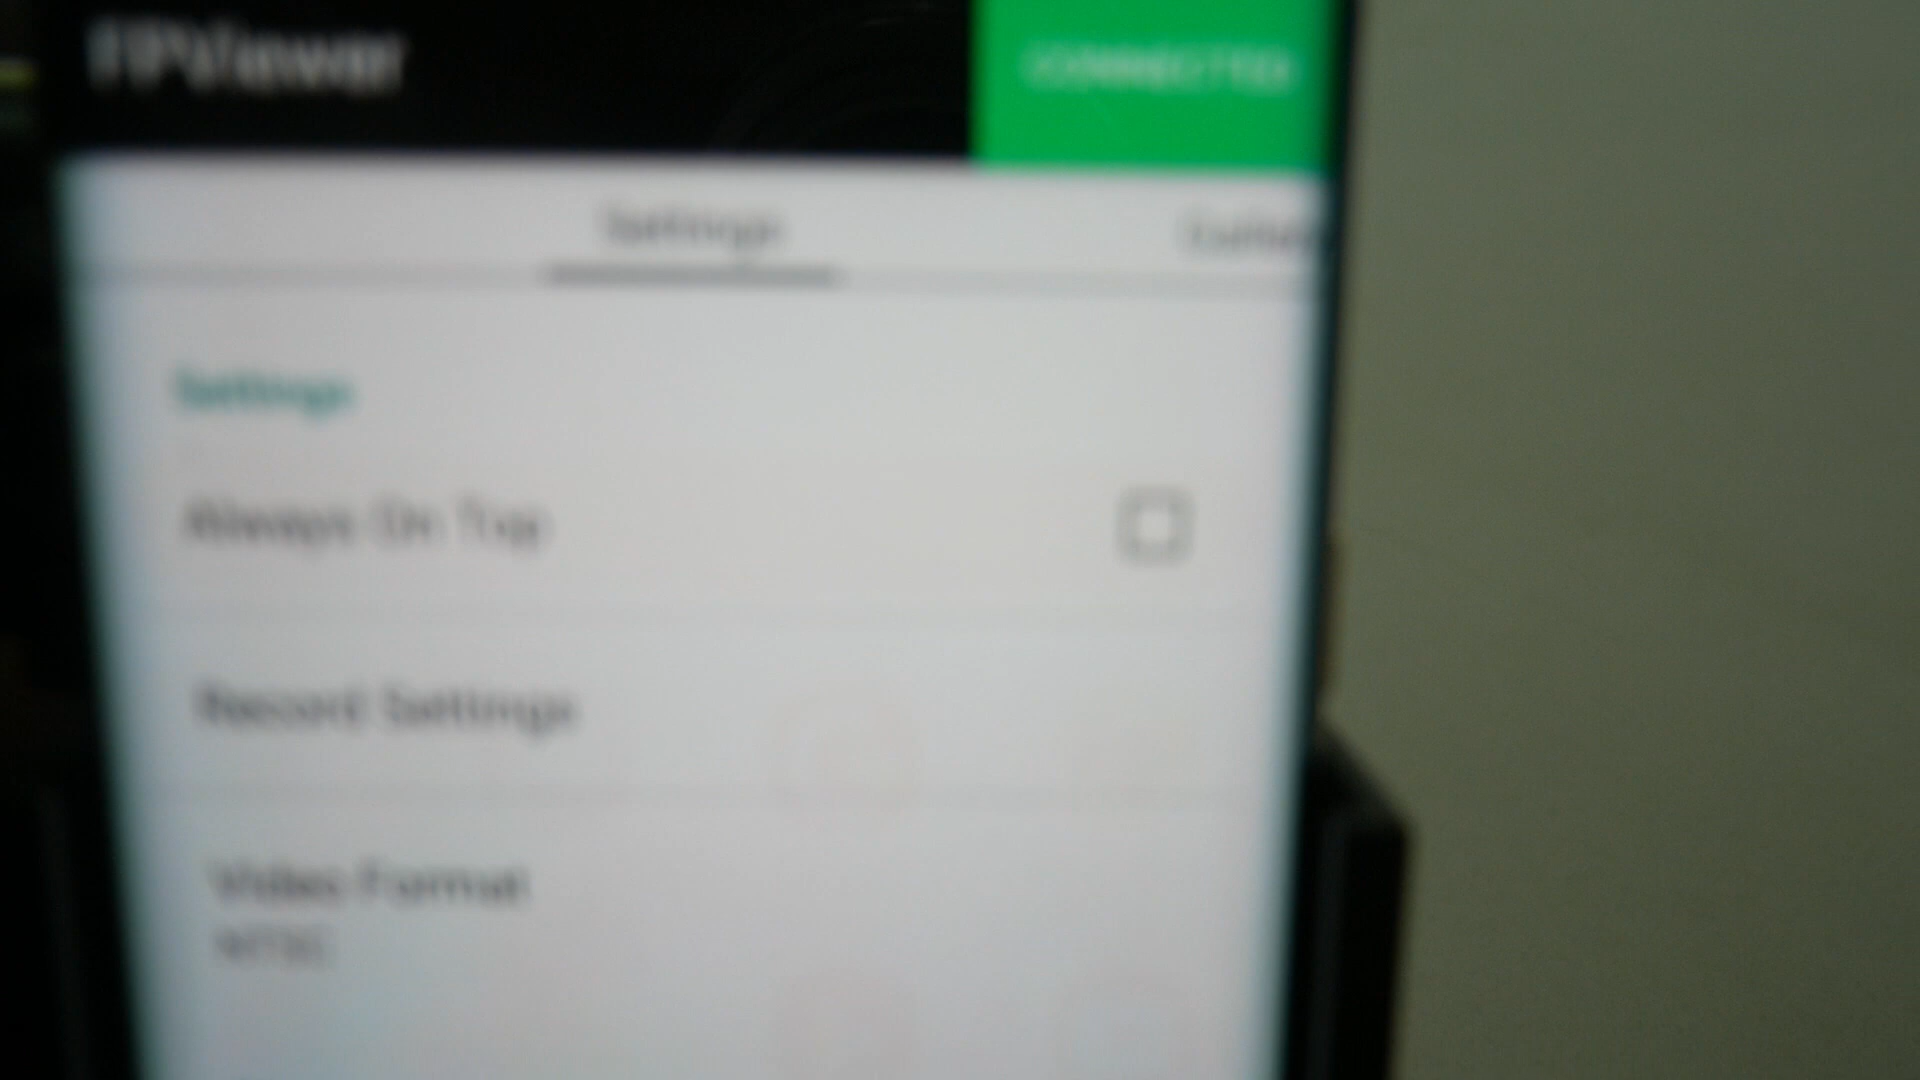 FPViewer
CONNECTED
Settings
Settings
Always On Top
Record Settings
Video Format
NTSC